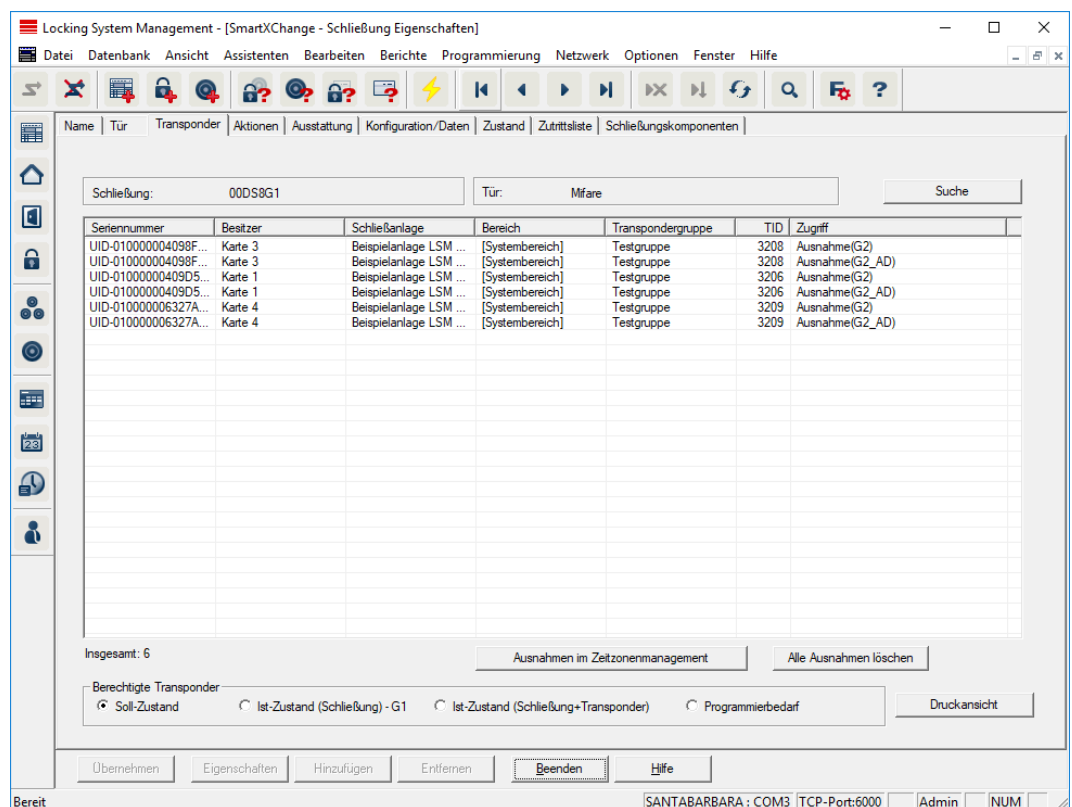 Locking System Management - [SmartXChange - Schließung Eigenschaften]
Datei Datenbank Ansicht Assistenten Bearbeiten Berichte Programmierung Netzwerk Optionen Fenster Hilfe
Name Tür Transponder Aktionen Ausstattung Konfiguration/Daten Zustand Zutrittsliste Schließungskomponenten
Schließung: 00DS8G1 Tür: Mifare Suche
Seriennummer Besitzer Schließanlage Bereich Transpondergruppe TID Zugriff
UID-010000004098F... Karte 3 Beispielanlage LSM ... [Systembereich] Testgruppe 3208 Ausnahme(G2)
UID-010000004098F... Karte 3 Beispielanlage LSM ... [Systembereich] Testgruppe 3208 Ausnahme(G2_AD)
UID-01000000409D5... Karte 1 Beispielanlage LSM ... [Systembereich] Testgruppe 3206 Ausnahme(G2)
UID-01000000409D5... Karte 1 Beispielanlage LSM ... [Systembereich] Testgruppe 3206 Ausnahme(G2_AD)
UID-010000006327A... Karte 4 Beispielanlage LSM ... [Systembereich] Testgruppe 3209 Ausnahme(G2)
UID-010000006327A... Karte 4 Beispielanlage LSM ... [Systembereich] Testgruppe 3209 Ausnahme(G2_AD)
Insgesamt: 6 Ausnahmen im Zeitzonenmanagement Alle Ausnahmen löschen
Berechtigte Transponder
Soll-Zustand Ist-Zustand (Schließung) - G1 Ist-Zustand (Schließung+Transponder) Programmierbedarf Druckansicht
Übernehmen Eigenschaften Hinzufügen Entfernen Beenden Hilfe
Bereit SANTABARBARA : COM3 TCP-Port:6000 Admin NUM